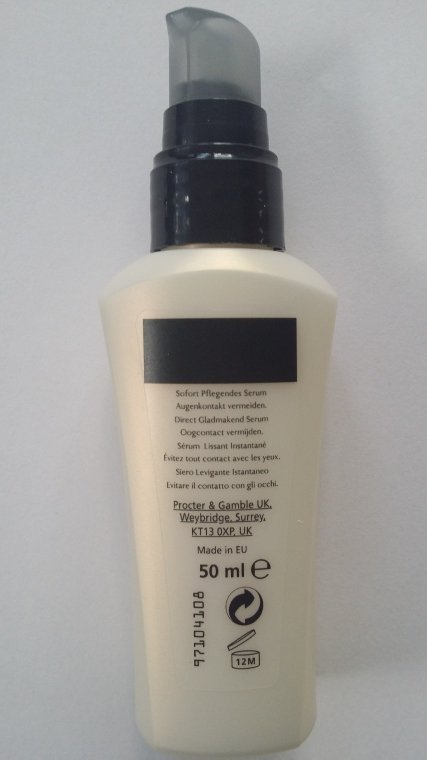 Sofort Pflegendes Serum
Augenkontakt vermeiden.
Direct Gladmakend Serum
Oogcontact vermijden.
Sérum Lissant Instantané
Évitez tout contact avec les yeux.
Siero Levigante Istantaneo
Evitare il contatto con gli occhi.
Procter & Gamble UK,
Weybridge, Surrey,
KT13 0XP, UK
Made in EU
50 ml e
97104108
12M